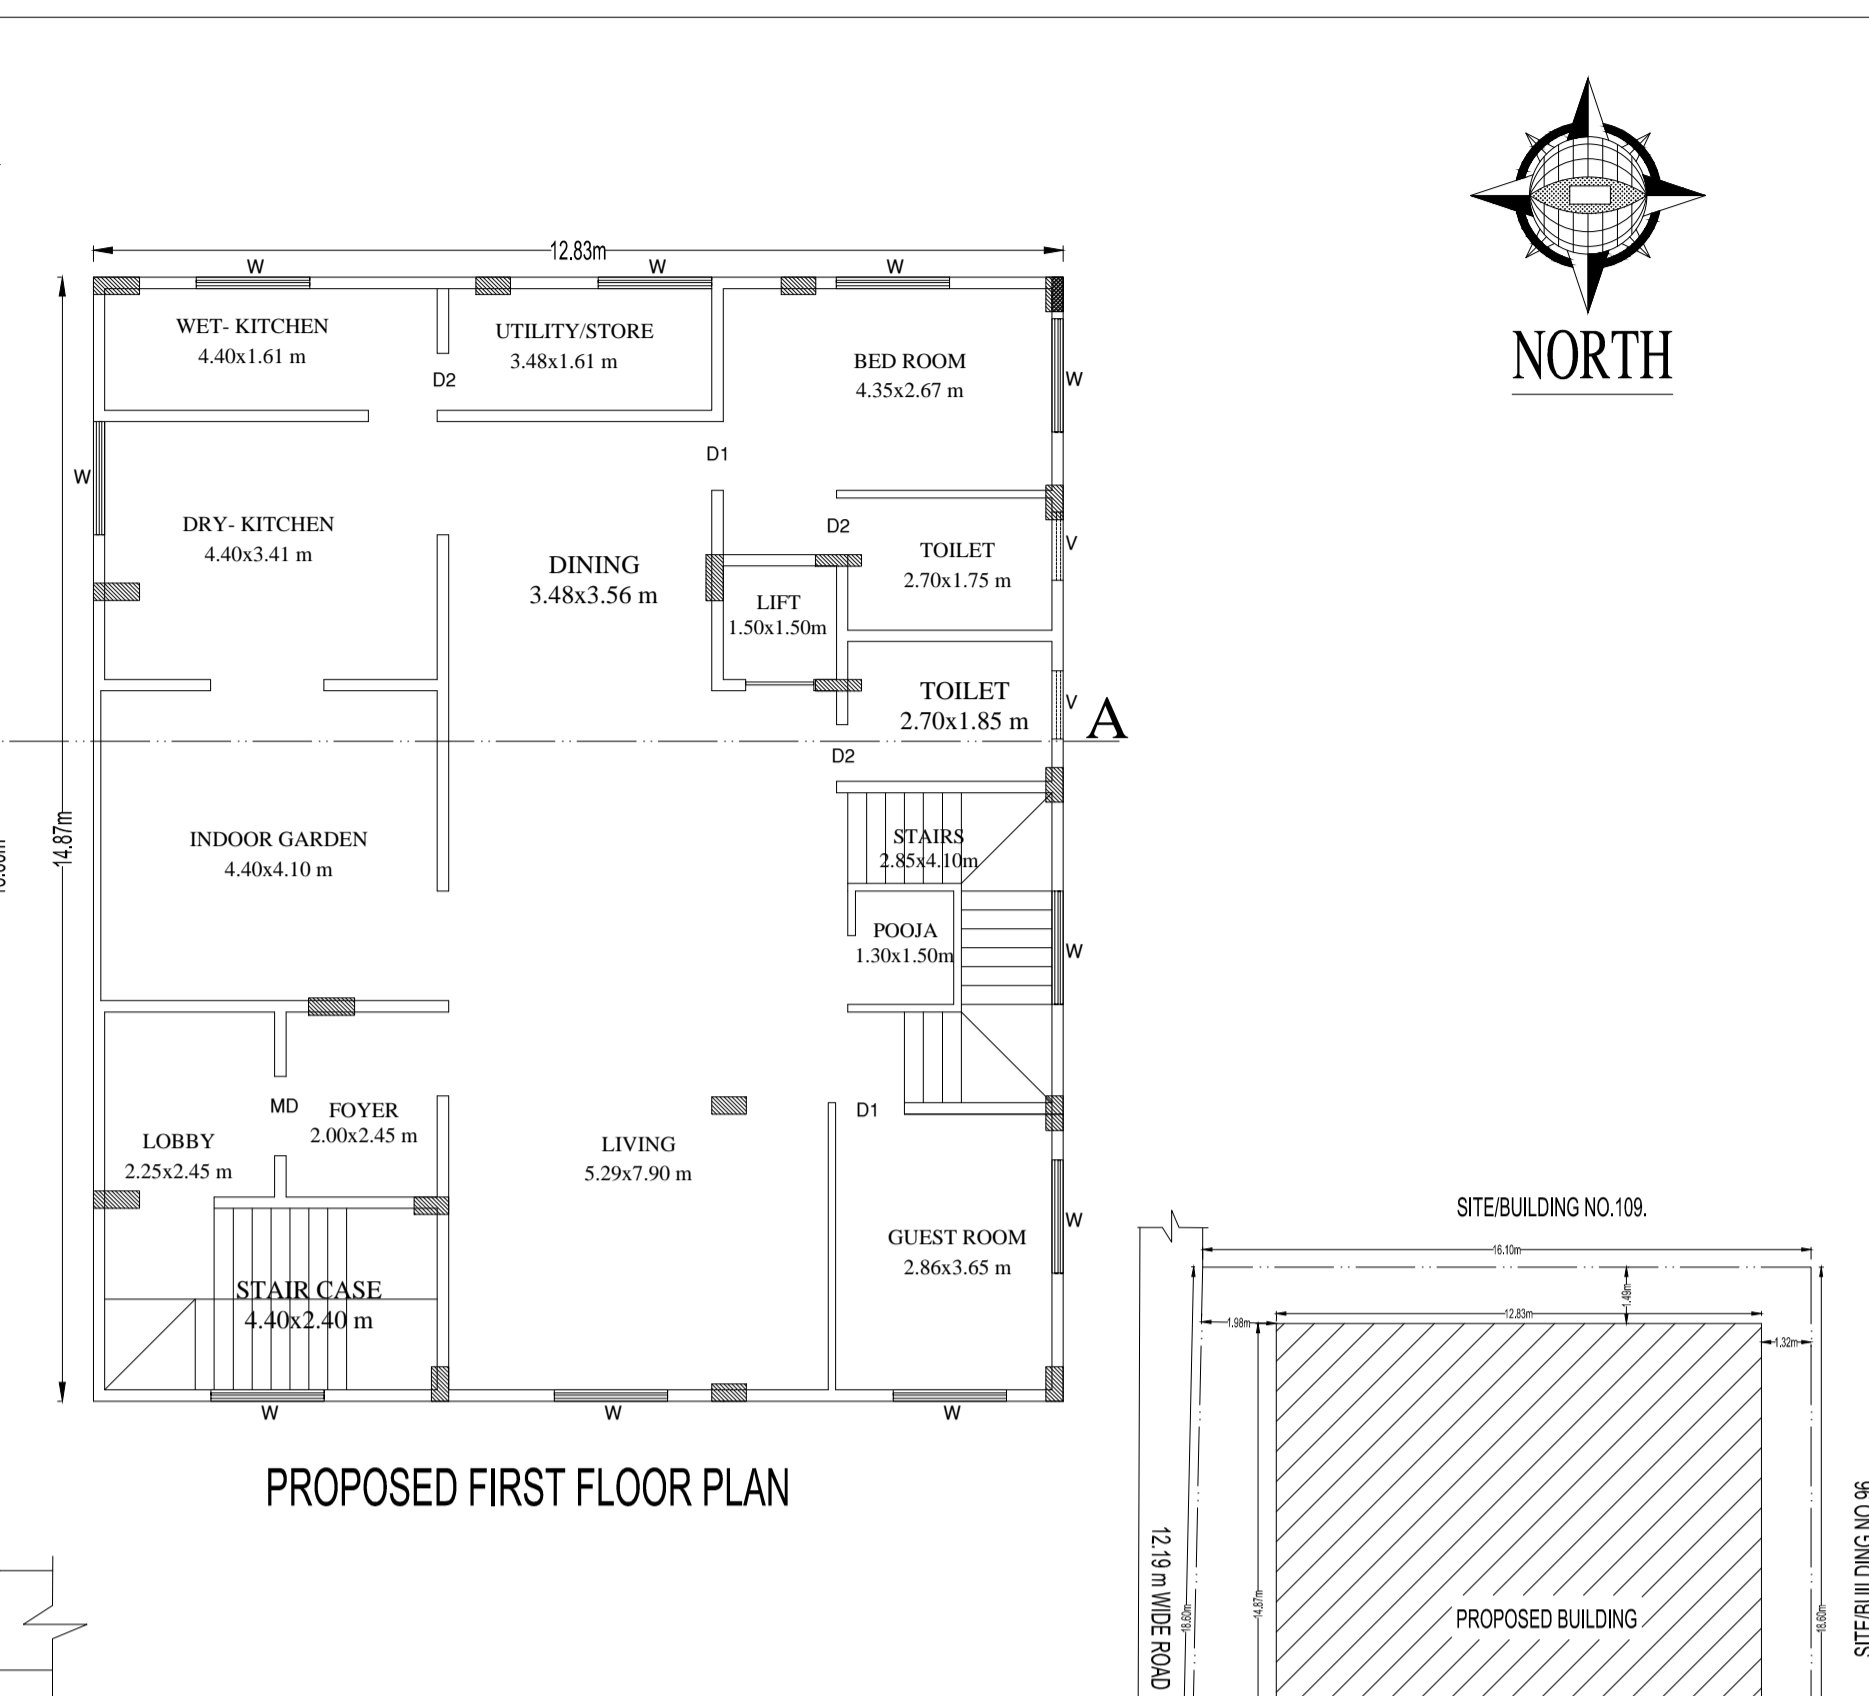 12.83m
W
W
W
NORTH
WET- KITCHEN
4.40x1.61 m
UTILITY/STORE
3.48x1.61 m
D2
BED ROOM
4.35x2.67 m
W
W
D1
DRY- KITCHEN
4.40x3.41 m
DINING
3.48x3.56 m
D2
TOILET
2.70x1.75 m
V
LIFT
1.50x1.50m
TOILET
2.70x1.85 m
V
A
D2
14.87m
INDOOR GARDEN
4.40x4.10 m
STAIRS
2.85x4.10m
POOJA
1.30x1.50m
W
MD
FOYER
2.00x2.45 m
D1
LOBBY
2.25x2.45 m
LIVING
5.29x7.90 m
GUEST ROOM
2.86x3.65 m
W
STAIR CASE
4.40x2.40 m
W
W
W
PROPOSED FIRST FLOOR PLAN
SITE/BUILDING NO.109.
16.10m
1.49m
12.83m
1.98m
1.32m
12.19 m WIDE ROAD
18.60m
14.87m
PROPOSED BUILDING
18.60m
SITE/BUILDING NO 96